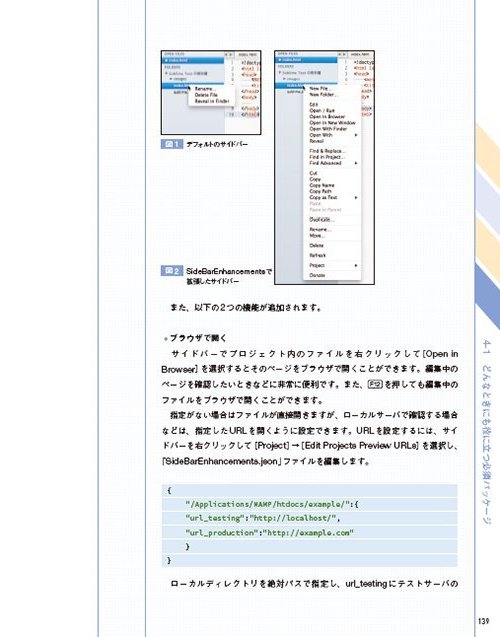 OPEN FILES
index.html
FOLDERS
images
Rename...
Delete File
Reveal in Finder
図1 デフォルトのサイドバー
OPEN FILES
index.html
FOLDERS
images
New File...
New Folder...
Edit
Open / Run
Open In Browser
Open In New Window
Open With Finder
Open With
Reveal
Find & Replace...
Find in Project...
Find Advanced
Cut
Copy
Copy Name
Copy Path
Copy as Text
Paste
Paste in Parent
Duplicate...
Rename...
Move...
Delete
Refresh
Project
Donate
図2 SideBarEnhancementsで
拡張したサイドバー
また、以下の2つの機能が追加されます。
ブラウザで開く
サイドバーでプロジェクト内のファイルを右クリックして[Open in
Browser]を選択するとそのページをブラウザで開くことができます。編集中の
ページを確認したいときなどに非常に便利です。また、F12を押しても編集中の
ファイルをブラウザで開くことができます。
指定がない場合はファイルが直接開きますが、ローカルサーバで確認する場合
などは、指定したURLを開くように設定できます。URLを設定するには、サイ
ドバーを右クリックして[Project]→[Edit Projects Preview URLs]を選択し、
「SideBarEnhancements.json」ファイルを編集します。
{
"/Applications/MAMP/htdocs/example/":{
"url_testing":"http://localhost/",
"url_production":"http://example.com"
}
}
ローカルディレクトリを絶対パスで指定し、url_testingにテストサーバの
4-1 どんなときにも役に立つ必須パッケージ
139